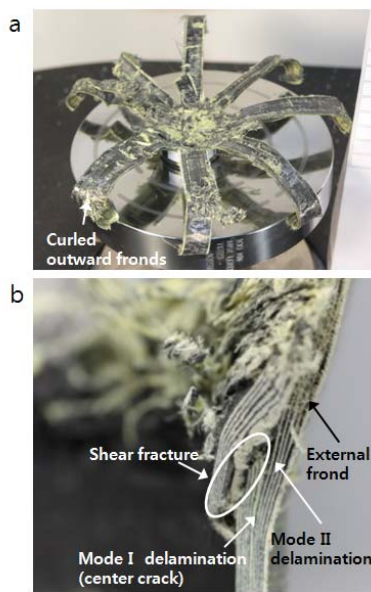 a
Curled
outward fronds
b
Shear fracture
External
frond
Mode II
delamination
Mode I delamination
(center crack)